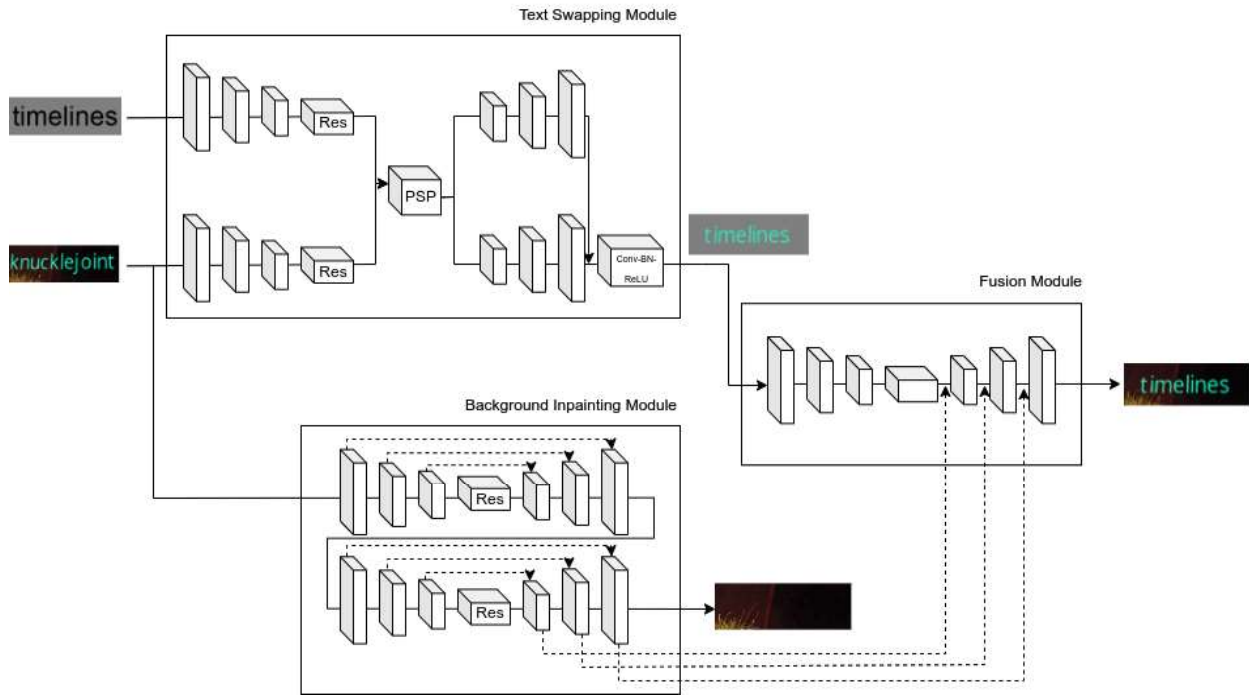 Text Swapping Module
timelines
Res
PSP
knucklejoint
Res
Conv-BN-
ReLU
timelines
Fusion Module
timelines
Background Inpainting Module
Res
Res